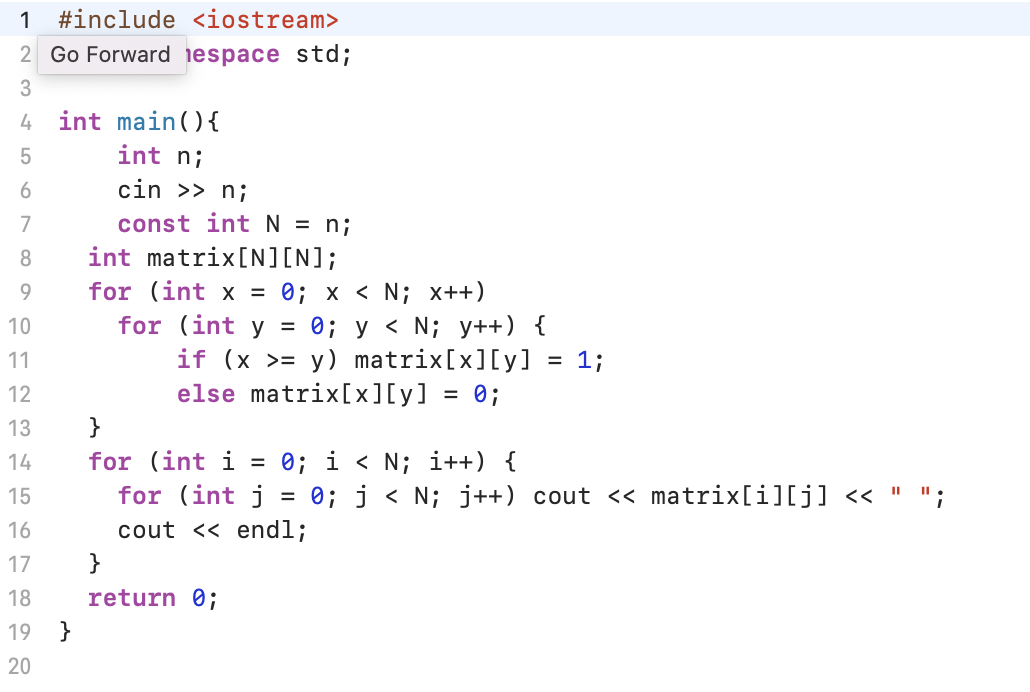 1 #include <iostream>
2 Go Forward mespace std;
3
4 int main(){
5 int n;
6 cin >> n;
7 const int N = n;
8 int matrix[N][N];
9 for (int x = 0; x < N; x++)
10 for (int y = 0; y < N; y++) {
11 if (x >= y) matrix[x][y] = 1;
12 else matrix[x][y] = 0;
13 }
14 for (int i = 0; i < N; i++) {
15 for (int j = 0; j < N; j++) cout << matrix[i][j] << " ";
16 cout << endl;
17 }
18 return 0;
19 }
20